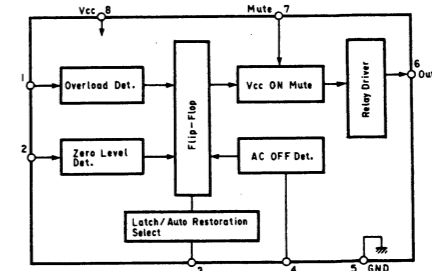 Vcc 8
Mute 7
1
Overload Det.
Flip-Flop
Vcc ON Mute
Relay Driver
6
Out
2
Zero Level
Det.
AC OFF Det.
Latch/Auto Restoration
Select
3
4
5 GND